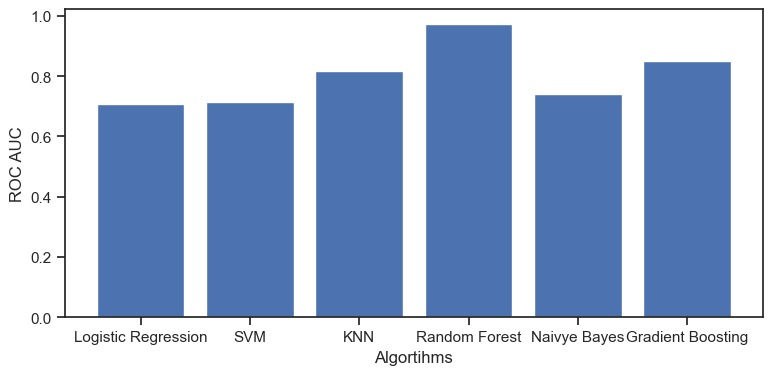 1.0
0.8
0.6
0.4
0.2
0.0
ROC AUC
Logistic Regression SVM KNN Random Forest Naivye Bayes Gradient Boosting
Algortihms